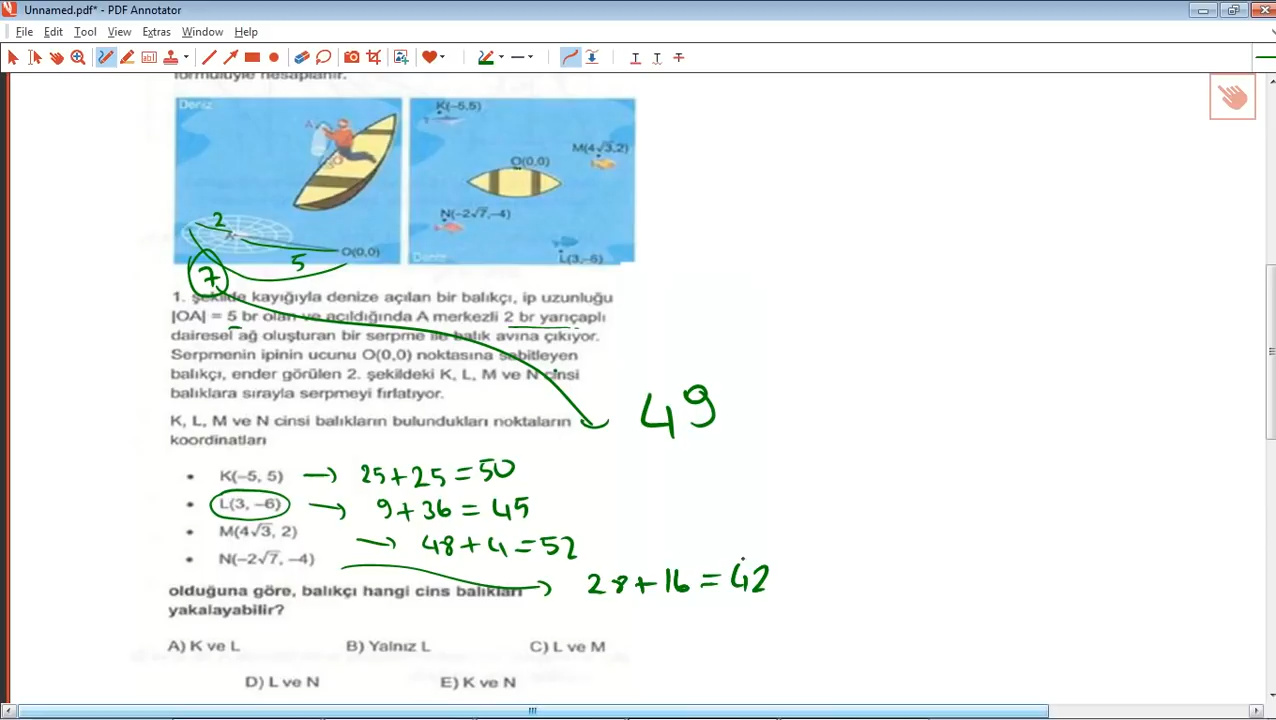 Unnamed.pdf* - PDF Annotator
File Edit Tool View Extras Window Help
formülüyle hesaplanır.
Deniz
A
O(0,0)
2
5
7
K(-5,5)
M(4√3,2)
O(0,0)
N(-2√7,-4)
Deniz
L(3,-6)
1. şekilde kayığıyla denize açılan bir balıkçı, ip uzunluğu
|OA| = 5 br olan ve açıldığında A merkezli 2 br yarıçaplı
dairesel ağ oluşturan bir serpme ile balık avına çıkıyor.
Serpmenin ipinin ucunu O(0,0) noktasına sabitleyen
balıkçı, ender görülen 2. şekildeki K, L, M ve N cinsi
balıklara sırayla serpmeyi fırlatıyor.
49
K, L, M ve N cinsi balıkların bulundukları noktaların
koordinatları
• K(−5, 5) → 25+25=50
• L(3, −6) → 9+36=45
• M(4√3, 2) → 48+4=52
• N(−2√7, −4) → 28+16=42
olduğuna göre, balıkçı hangi cins balıkları
yakalayabilir?
A) K ve L B) Yalnız L C) L ve M
D) L ve N E) K ve N